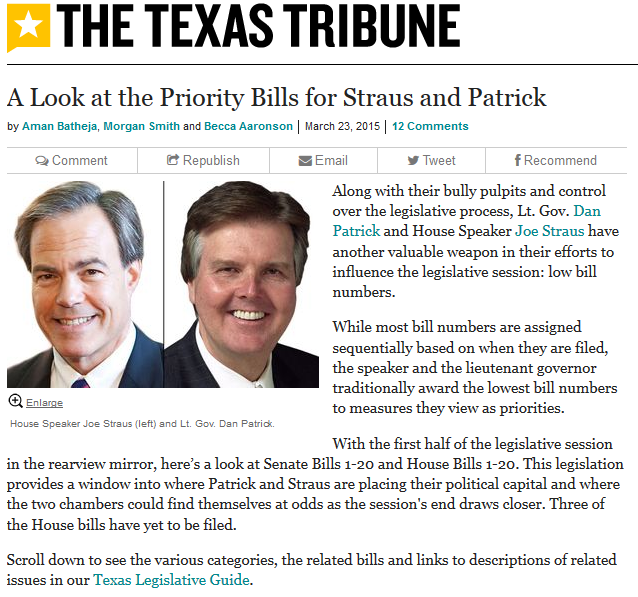 THE TEXAS TRIBUNE
A Look at the Priority Bills for Straus and Patrick
by Aman Batheja, Morgan Smith and Becca Aaronson | March 23, 2015 | 12 Comments
Comment
Republish
Email
Tweet
Recommend
Along with their bully pulpits and control
over the legislative process, Lt. Gov. Dan
Patrick and House Speaker Joe Straus have
another valuable weapon in their efforts to
influence the legislative session: low bill
numbers.
While most bill numbers are assigned
sequentially based on when they are filed,
the speaker and the lieutenant governor
traditionally award the lowest bill numbers
to measures they view as priorities.
Enlarge
House Speaker Joe Straus (left) and Lt. Gov. Dan Patrick.
With the first half of the legislative session
in the rearview mirror, here's a look at Senate Bills 1-20 and House Bills 1-20. This legislation
provides a window into where Patrick and Straus are placing their political capital and where
the two chambers could find themselves at odds as the session's end draws closer. Three of
the House bills have yet to be filed.
Scroll down to see the various categories, the related bills and links to descriptions of related
issues in our Texas Legislative Guide.